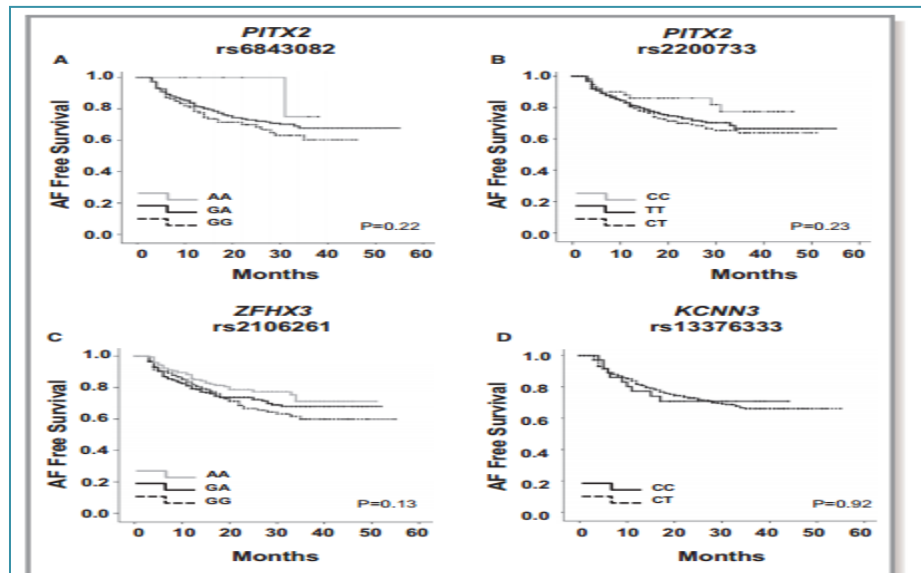 PITX2
rs6843082
A
1.0
0.8
0.6
0.4
0.2
0.0
AF Free Survival
AA
GA
GG
P=0.22
0 10 20 30 40 50 60
Months
PITX2
rs2200733
B
1.0
0.8
0.6
0.4
0.2
0.0
AF Free Survival
CC
TT
CT
P=0.23
0 10 20 30 40 50 60
Months
ZFHX3
rs2106261
C
1.0
0.8
0.6
0.4
0.2
0.0
AF Free Survival
AA
GA
GG
P=0.13
0 10 20 30 40 50 60
Months
KCNN3
rs13376333
D
1.0
0.8
0.6
0.4
0.2
0.0
AF Free Survival
CC
CT
P=0.92
0 10 20 30 40 50 60
Months